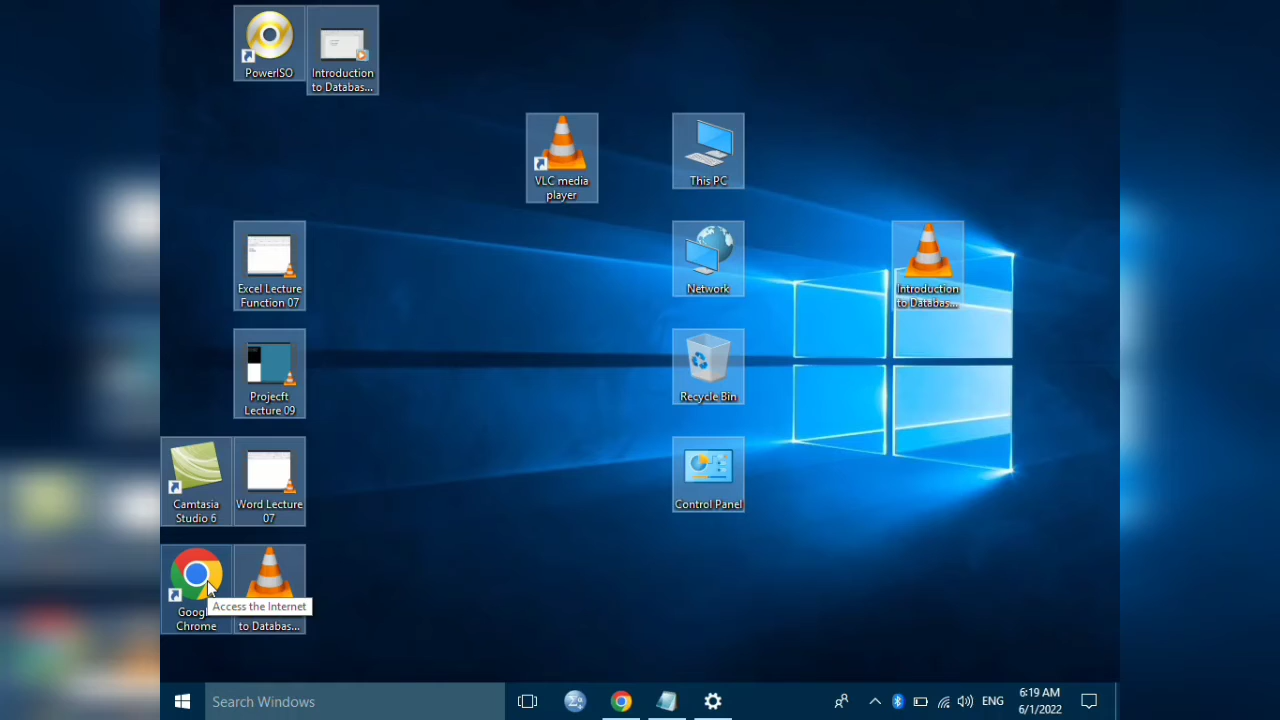 PowerISO
Introduction
to Databas...
VLC media
player
This PC
Excel Lecture
Function 07
Network
Introduction
to Databas...
Projecft
Lecture 09
Recycle Bin
Camtasia
Studio 6
Word Lecture
07
Control Panel
Googl
Chrome
Access the Internet
to Databas...
Search Windows
ENG
6:19 AM
6/1/2022